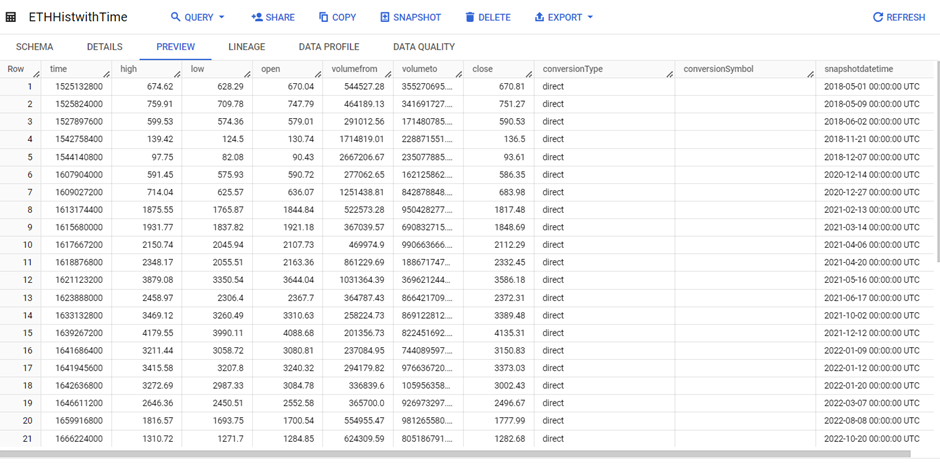 ETHHistwithTime QUERY SHARE COPY SNAPSHOT DELETE EXPORT REFRESH
SCHEMA DETAILS PREVIEW LINEAGE DATA PROFILE DATA QUALITY
Row time high low open volumefrom volumeto close conversionType conversionSymbol snapshotdatetime
1 1525132800 674.62 628.29 670.04 544527.28 355270695.... 670.81 direct 2018-05-01 00:00:00 UTC
2 1525824000 759.91 709.78 747.79 464189.13 341691727.... 751.27 direct 2018-05-09 00:00:00 UTC
3 1527897600 599.53 574.36 579.01 291012.56 171480785.... 590.53 direct 2018-06-02 00:00:00 UTC
4 1542758400 139.42 124.5 130.74 1714819.01 228871551.... 136.5 direct 2018-11-21 00:00:00 UTC
5 1544140800 97.75 82.08 90.43 2667206.67 235077885.... 93.61 direct 2018-12-07 00:00:00 UTC
6 1607904000 591.45 575.93 590.72 277062.65 162125862.... 586.35 direct 2020-12-14 00:00:00 UTC
7 1609027200 714.04 625.57 636.07 1251438.81 842878848.... 683.98 direct 2020-12-27 00:00:00 UTC
8 1613174400 1875.55 1765.87 1844.84 522573.28 950428277.... 1817.48 direct 2021-02-13 00:00:00 UTC
9 1615680000 1931.77 1837.82 1921.18 367039.57 690832715.... 1848.69 direct 2021-03-14 00:00:00 UTC
10 1617667200 2150.74 2045.94 2107.73 469974.9 990663666.... 2112.29 direct 2021-04-06 00:00:00 UTC
11 1618876800 2348.17 2055.51 2163.36 861229.69 188671747... 2332.45 direct 2021-04-20 00:00:00 UTC
12 1621123200 3879.08 3350.54 3644.04 1031364.39 369621244... 3586.18 direct 2021-05-16 00:00:00 UTC
13 1623888000 2458.97 2306.4 2367.7 364787.43 866421709.... 2372.31 direct 2021-06-17 00:00:00 UTC
14 1633132800 3469.12 3260.49 3310.63 258224.73 869122812.... 3389.48 direct 2021-10-02 00:00:00 UTC
15 1639267200 4179.55 3990.11 4088.68 201356.73 822451692.... 4135.31 direct 2021-12-12 00:00:00 UTC
16 1641686400 3211.44 3058.72 3080.81 237084.95 744089597.... 3150.83 direct 2022-01-09 00:00:00 UTC
17 1641945600 3415.58 3207.8 3240.32 294179.82 976636720.... 3373.03 direct 2022-01-12 00:00:00 UTC
18 1642636800 3272.69 2987.33 3084.78 336839.6 105956358... 3002.43 direct 2022-01-20 00:00:00 UTC
19 1646611200 2646.36 2450.51 2552.58 365700.0 926973297.... 2496.67 direct 2022-03-07 00:00:00 UTC
20 1659916800 1816.57 1693.75 1700.54 554955.47 981265580.... 1777.99 direct 2022-08-08 00:00:00 UTC
21 1666224000 1310.72 1271.7 1284.85 624309.59 805186791.... 1282.68 direct 2022-10-20 00:00:00 UTC